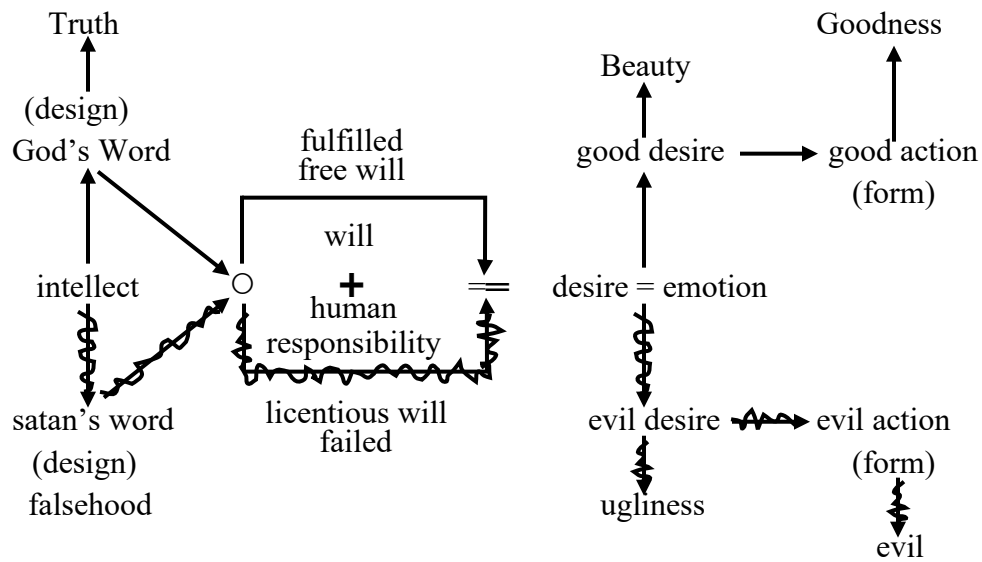 Truth
(design)
God's Word
intellect
satan's word
(design)
falsehood
fulfilled
free will
will
+
human
responsibility
licentious will
failed
○
==
Beauty
good desire
desire = emotion
evil desire
ugliness
Goodness
good action
(form)
evil action
(form)
evil